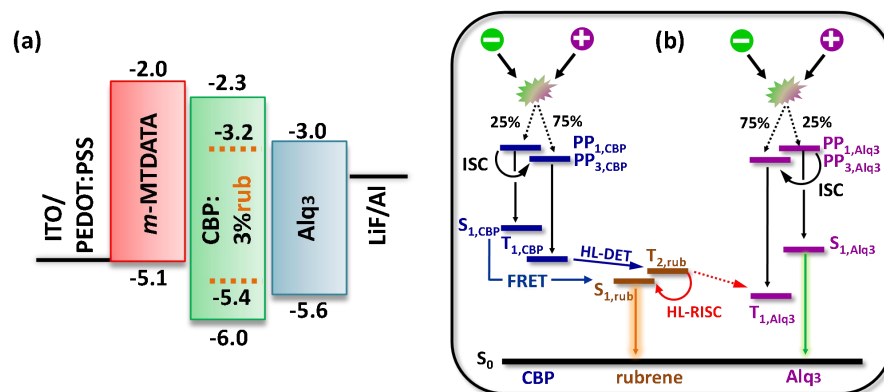 (a)
-2.0
-2.3
-3.2
-3.0
ITO/
PEDOT:PSS
m-MTDATA
CBP:
3%rub
Alq3
LiF/Al
-5.1
-5.4
-5.6
-6.0
(b)
25%
75%
75%
25%
PP1,CBP
PP3,CBP
ISC
PP1,Alq3
PP3,Alq3
ISC
S1,CBP
T1,CBP
HL-DET
T2,rub
S1,Alq3
FRET
S1,rub
HL-RISC
T1,Alq3
S0
CBP
rubrene
Alq3